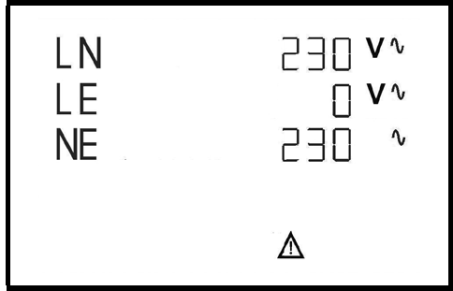 LN 230 V∿
LE 0 V∿
NE 230 ∿
⚠